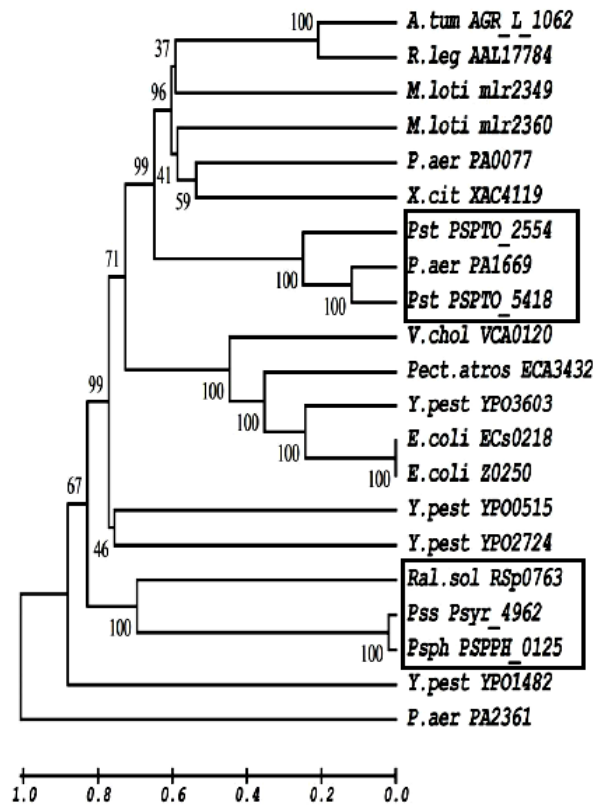 100 A.tum AGR_L_1062
37 R.leg AAL17784
96 M.loti mlr2349
M.loti mlr2360
99 41 P.aer PA0077
59 X.cit XAC4119
Pst PSPTO_2554
71 100 P.aer PA1669
100 Pst PSPTO_5418
V.chol VCA0120
99 100 Pect.atros ECA3432
100 Y.pest YPO3603
100 E.coli ECs0218
100 E.coli Z0250
67 Y.pest YPO0515
46 Y.pest YPO2724
Ral.sol RSp0763
100 Pss Psyr_4962
100 Psph PSPPH_0125
Y.pest YPO1482
P.aer PA2361
1.0 0.8 0.6 0.4 0.2 0.0